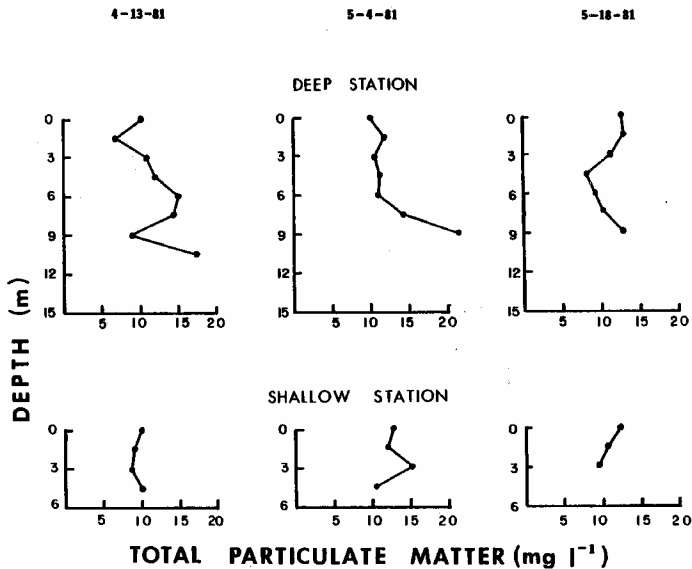 4-13-81 5-4-81 5-18-81
DEEP STATION
0 0 0
3 3 3
6 6 6
9 9 9
12 12 12
15 15 15
5 10 15 20 5 10 15 20 5 10 15 20
DEPTH (m)
SHALLOW STATION
0 0 0
3 3 3
6 6 6
5 10 15 20 5 10 15 20 5 10 15 20
TOTAL PARTICULATE MATTER (mg l⁻¹)